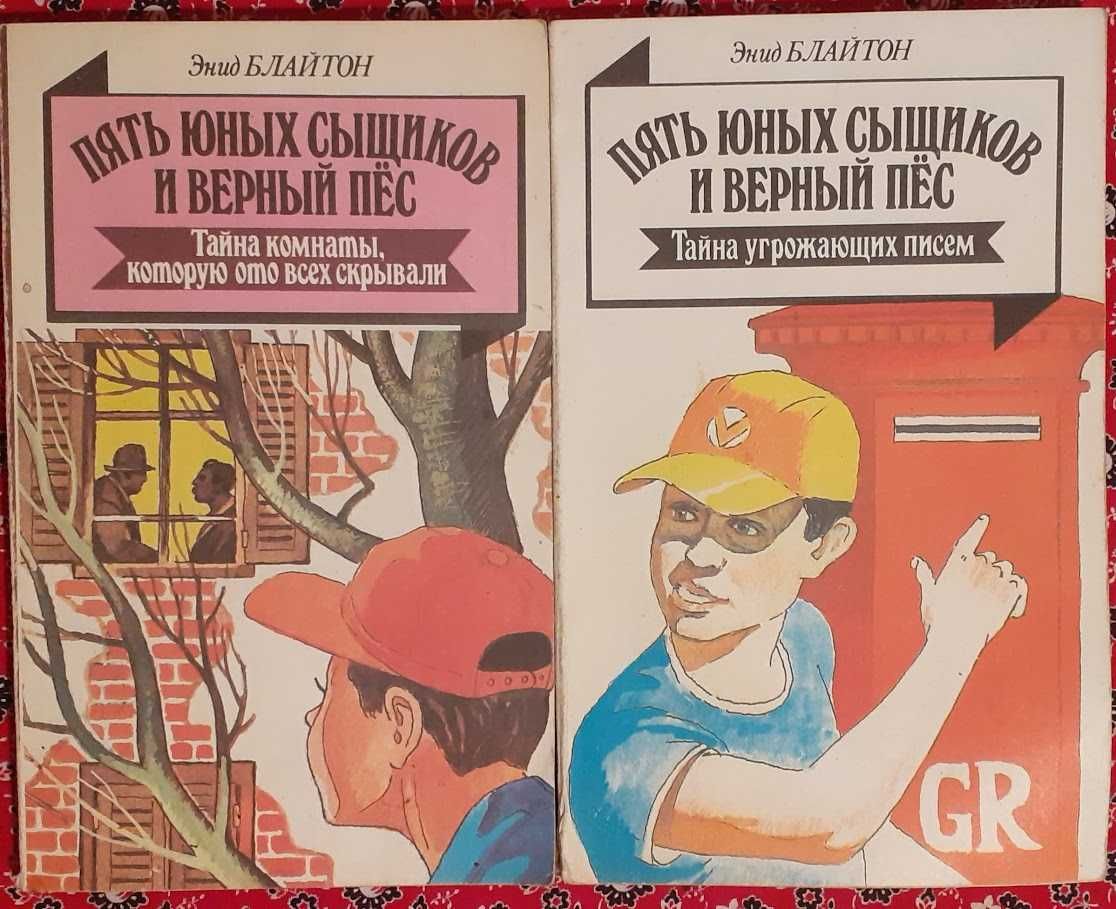 Энид БЛАЙТОН
ПЯТЬ ЮНЫХ СЫЩИКОВ
И ВЕРНЫЙ ПЁС
Тайна комнаты,
которую ото всех скрывали
Энид БЛАЙТОН
ПЯТЬ ЮНЫХ СЫЩИКОВ
И ВЕРНЫЙ ПЁС
Тайна угрожающих писем
GR